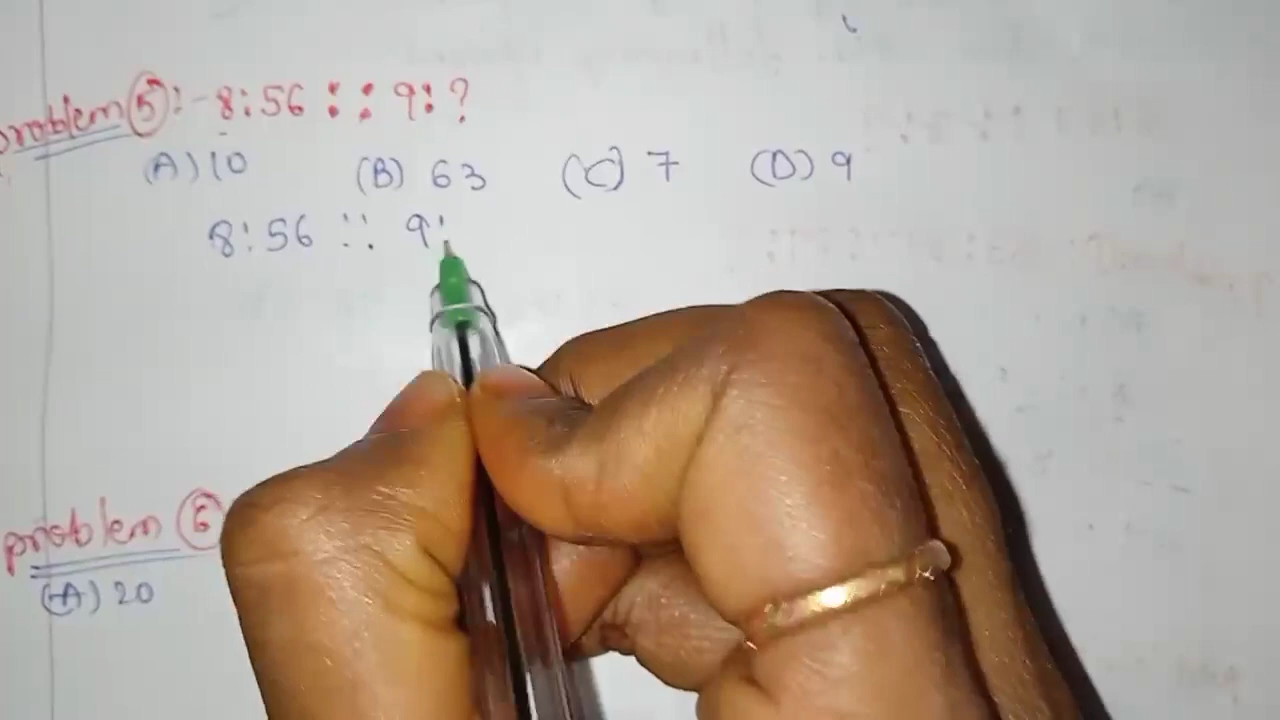 problem 5 :- 8:56 :: 9:?
(A) 10 (B) 63 (C) 7 (D) 9
8:56 :: 9:
problem 6
(A) 20